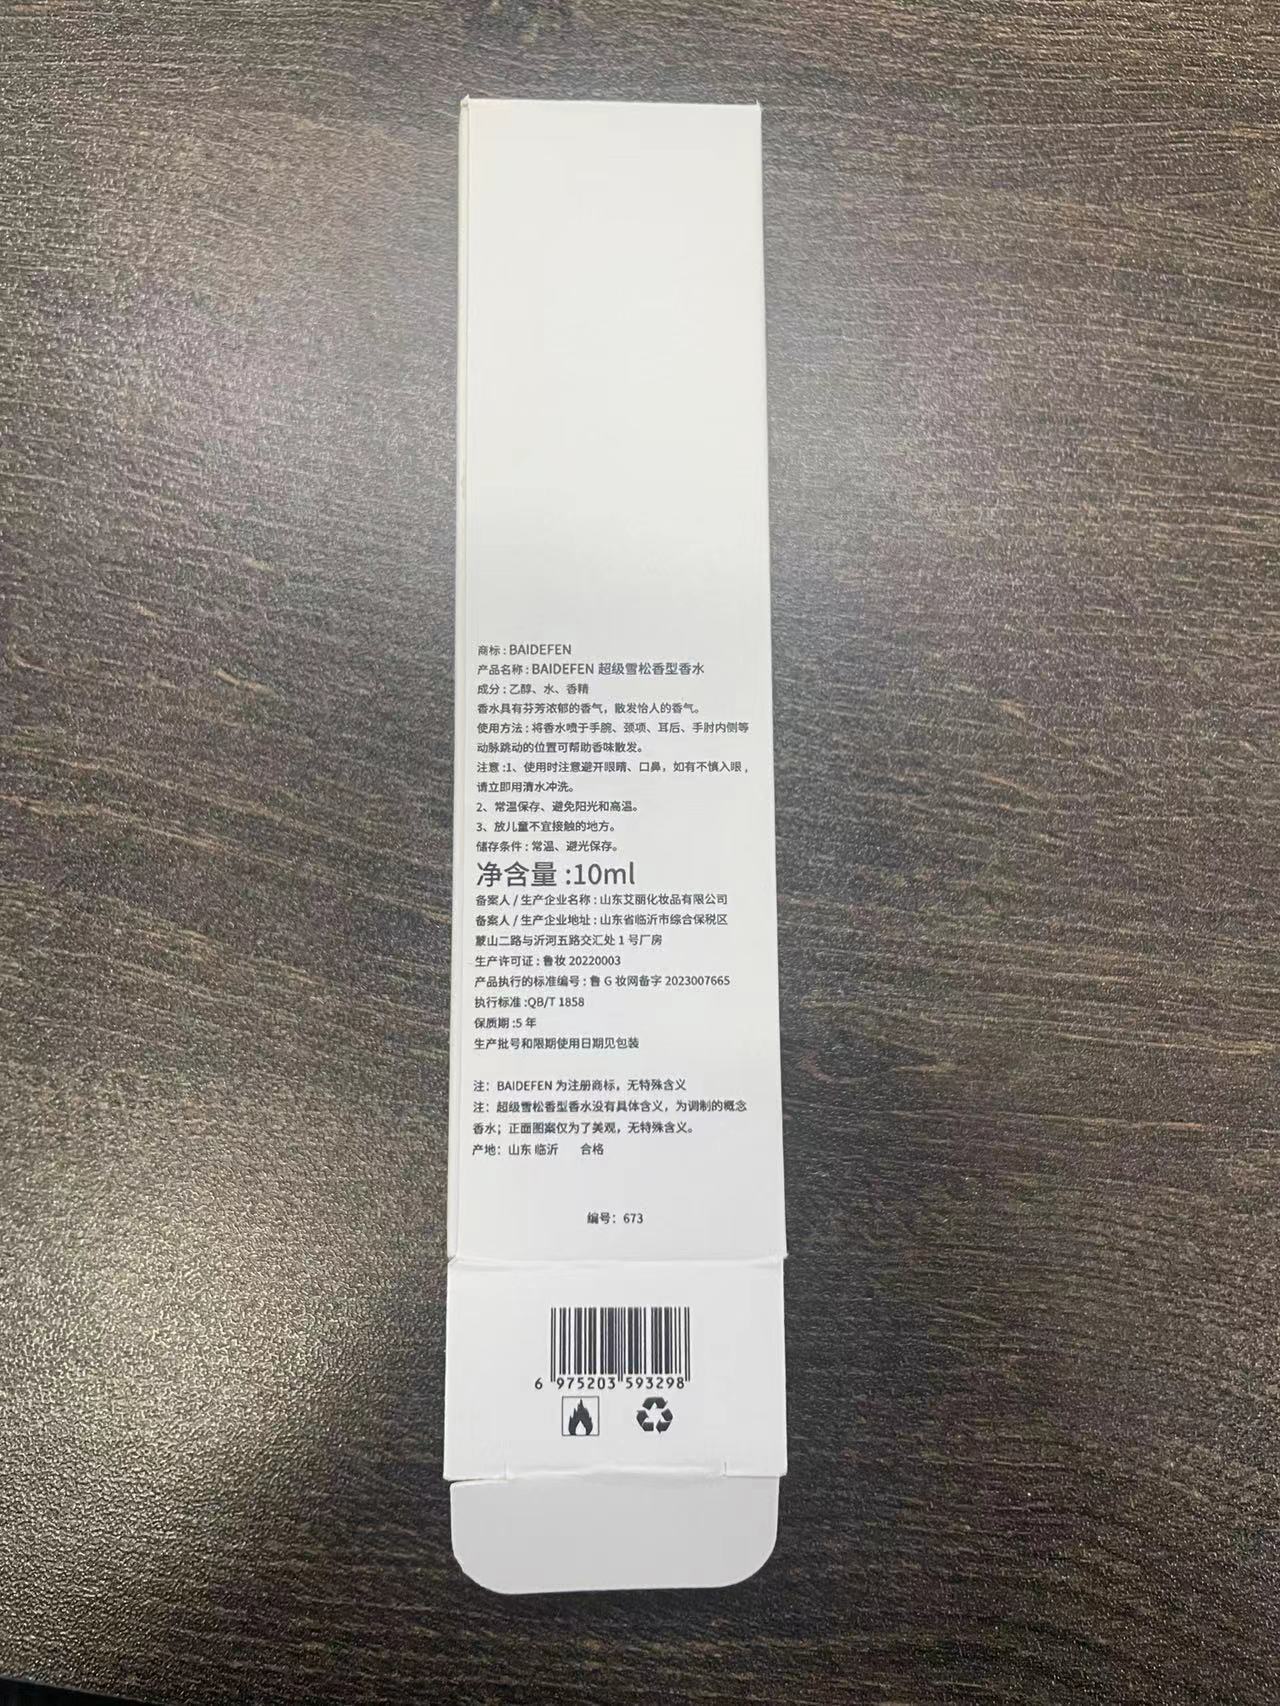 商标 : BAIDEFEN
产品名称 : BAIDEFEN 超级雪松香型香水
成分 : 乙醇、水、香精
香水具有芬芳浓郁的香气，散发怡人的香气。
使用方法 : 将香水喷于手腕、颈项、耳后、手肘内侧等
动脉跳动的位置可帮助香味散发。
注意 :1、使用时注意避开眼睛、口鼻，如有不慎入眼 ,
请立即用清水冲洗。
2、常温保存、避免阳光和高温。
3、放儿童不宜接触的地方。
储存条件 : 常温、避光保存。
净含量 :10ml
备案人 / 生产企业名称 : 山东艾丽化妆品有限公司
备案人 / 生产企业地址 : 山东省临沂市综合保税区
蒙山二路与沂河五路交汇处 1 号厂房
生产许可证 : 鲁妆 20220003
产品执行的标准编号 : 鲁 G 妆网备字 2023007665
执行标准 :QB/T 1858
保质期 :5 年
生产批号和限期使用日期见包装
注：BAIDEFEN 为注册商标，无特殊含义
注：超级雪松香型香水没有具体含义，为调制的概念
香水；正面图案仅为了美观，无特殊含义。
产地：山东 临沂 合格
编号：673
6 975203 593298